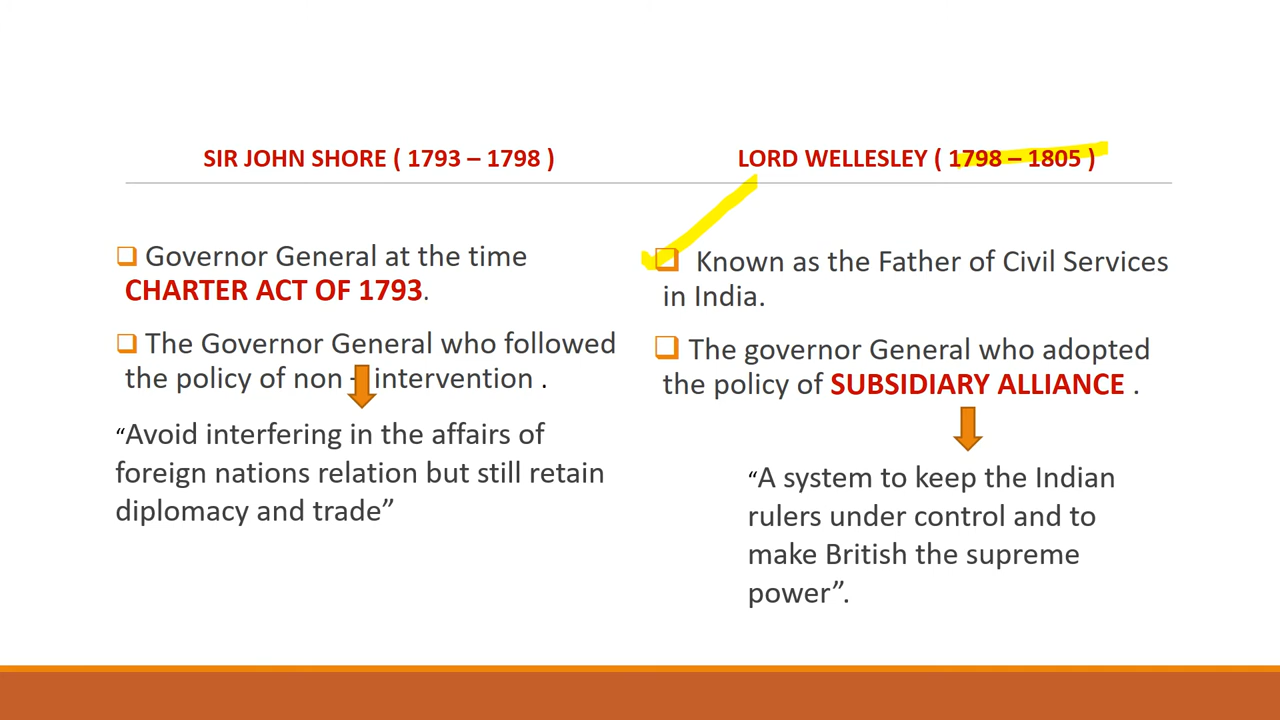 SIR JOHN SHORE ( 1793 – 1798 )
❑ Governor General at the time
CHARTER ACT OF 1793.
❑ The Governor General who followed
the policy of non - intervention .
“Avoid interfering in the affairs of
foreign nations relation but still retain
diplomacy and trade”
LORD WELLESLEY ( 1798 – 1805 )
❑ Known as the Father of Civil Services
in India.
❑ The governor General who adopted
the policy of SUBSIDIARY ALLIANCE .
“A system to keep the Indian
rulers under control and to
make British the supreme
power”.